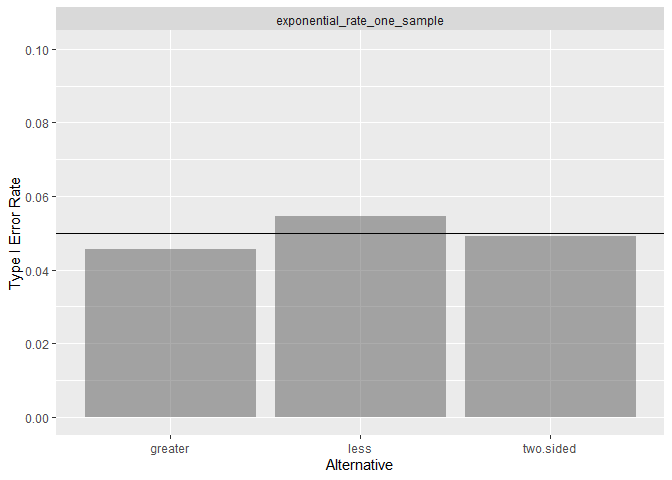 exponential_rate_one_sample
0.10
0.08
0.06
0.04
0.02
0.00
Type I Error Rate
greater less two.sided
Alternative